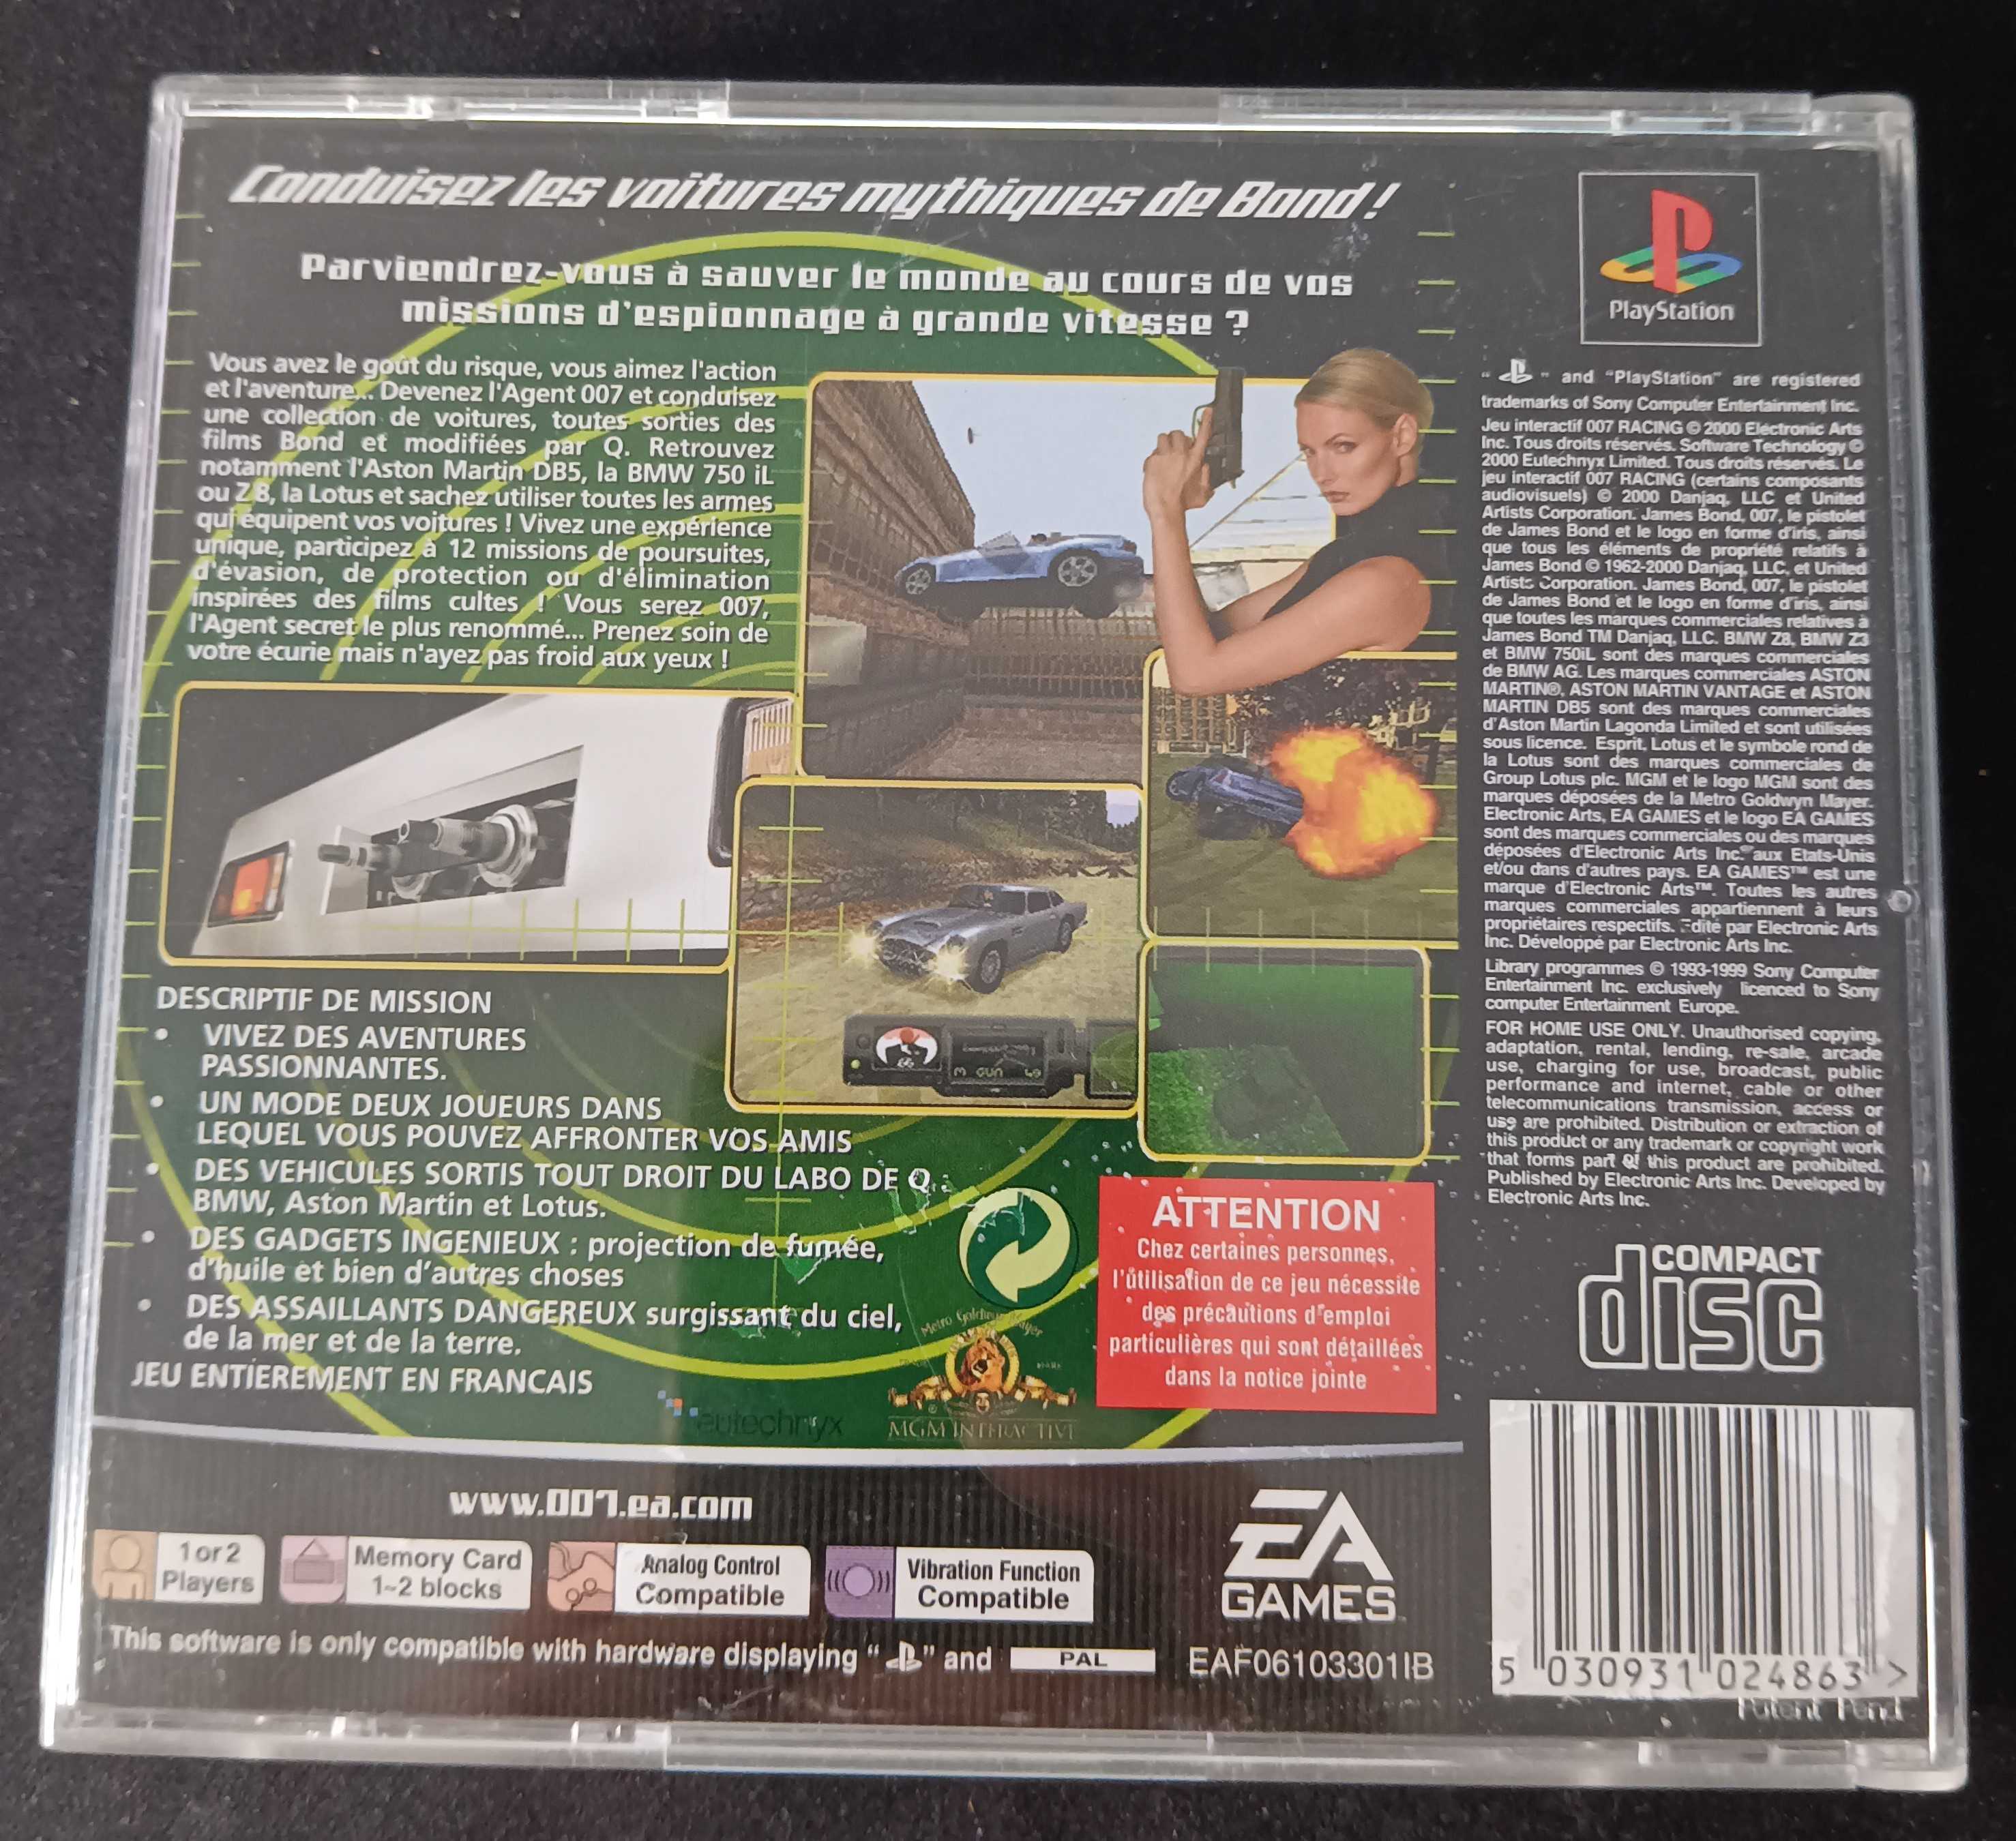 Conduisez les voitures mythiques de Bond !
Parviendrez-vous à sauver le monde au cours de vos
missions d'espionnage à grande vitesse ?
Vous avez le goût du risque, vous aimez l'action
et l'aventure... Devenez l'Agent 007 et conduisez
une collection de voitures, toutes sorties des
films Bond et modifiées par Q. Retrouvez
notamment l'Aston Martin DB5, la BMW 750 iL
ou Z8, la Lotus et sachez utiliser toutes les armes
qui équipent vos voitures ! Vivez une expérience
unique, participez à 12 missions de poursuites,
d'évasion, de protection ou d'élimination
inspirées des films cultes ! Vous serez 007,
l'Agent secret le plus renommé... Prenez soin de
votre écurie mais n'ayez pas froid aux yeux !
DESCRIPTIF DE MISSION
• VIVEZ DES AVENTURES
PASSIONNANTES.
• UN MODE DEUX JOUEURS DANS
LEQUEL VOUS POUVEZ AFFRONTER VOS AMIS
• DES VEHICULES SORTIS TOUT DROIT DU LABO DE Q :
BMW, Aston Martin et Lotus.
• DES GADGETS INGENIEUX : projection de fumée,
d'huile et bien d'autres choses
• DES ASSAILLANTS DANGEREUX surgissant du ciel,
de la mer et de la terre.
JEU ENTIEREMENT EN FRANCAIS
3 GUN 49
eutechnyx
Metro Goldwyn Mayer
MGM INTERACTIVE
ATTENTION
Chez certaines personnes,
l'utilisation de ce jeu nécessite
des précautions d'emploi
particulières qui sont détaillées
dans la notice jointe
www.007.ea.com
1 or 2
Players
Memory Card
1~2 blocks
Analog Control
Compatible
Vibration Function
Compatible
EA
GAMES
This software is only compatible with hardware displaying " " and PAL
EAF06103301IB
PlayStation
" " and "PlayStation" are registered
trademarks of Sony Computer Entertainment Inc.
Jeu interactif 007 RACING © 2000 Electronic Arts
Inc. Tous droits réservés. Software Technology ©
2000 Eutechnyx Limited. Tous droits réservés. Le
jeu interactif 007 RACING (certains composants
audiovisuels) © 2000 Danjaq, LLC et United
Artists Corporation. James Bond, 007, le pistolet
de James Bond et le logo en forme d'iris, ainsi
que tous les éléments de propriété relatifs à
James Bond © 1962-2000 Danjaq, LLC, et United
Artists Corporation. James Bond, 007, le pistolet
de James Bond et le logo en forme d'iris, ainsi
que toutes les marques commerciales relatives à
James Bond TM Danjaq, LLC. BMW Z8, BMW Z3
et BMW 750iL sont des marques commerciales
de BMW AG. Les marques commerciales ASTON
MARTIN®, ASTON MARTIN VANTAGE et ASTON
MARTIN DB5 sont des marques commerciales
d'Aston Martin Lagonda Limited et sont utilisées
sous licence. Esprit, Lotus et le symbole rond de
la Lotus sont des marques commerciales de
Group Lotus plc. MGM et le logo MGM sont des
marques déposées de la Metro Goldwyn Mayer.
Electronic Arts, EA GAMES et le logo EA GAMES
sont des marques commerciales ou des marques
déposées d'Electronic Arts Inc. aux Etats-Unis
et/ou dans d'autres pays. EA GAMES™ est une
marque d'Electronic Arts™. Toutes les autres
marques commerciales appartiennent à leurs
propriétaires respectifs. Edité par Electronic Arts
Inc. Développé par Electronic Arts Inc.
Library programmes © 1993-1999 Sony Computer
Entertainment Inc. exclusively licenced to Sony
computer Entertainment Europe.
FOR HOME USE ONLY. Unauthorised copying,
adaptation, rental, lending, re-sale, arcade
use, charging for use, broadcast, public
performance and internet, cable or other
telecommunications transmission, access or
use are prohibited. Distribution or extraction of
this product or any trademark or copyright work
that forms part of this product are prohibited.
Published by Electronic Arts Inc. Developed by
Electronic Arts Inc.
COMPACT
disc
5 030931 024863 >
Patent Pend